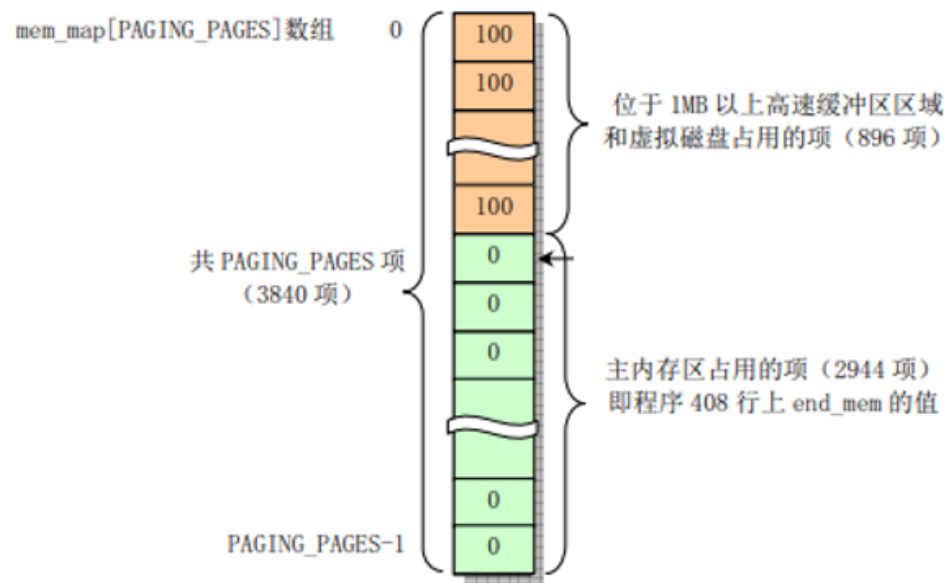 mem_map[PAGING_PAGES]数组 0
100
100
100
位于 1MB 以上高速缓冲区区域
和虚拟磁盘占用的项（896 项）
共 PAGING_PAGES 项
（3840 项）
0
0
0
主内存区占用的项（2944 项）
即程序 408 行上 end_mem 的值
0
PAGING_PAGES-1 0